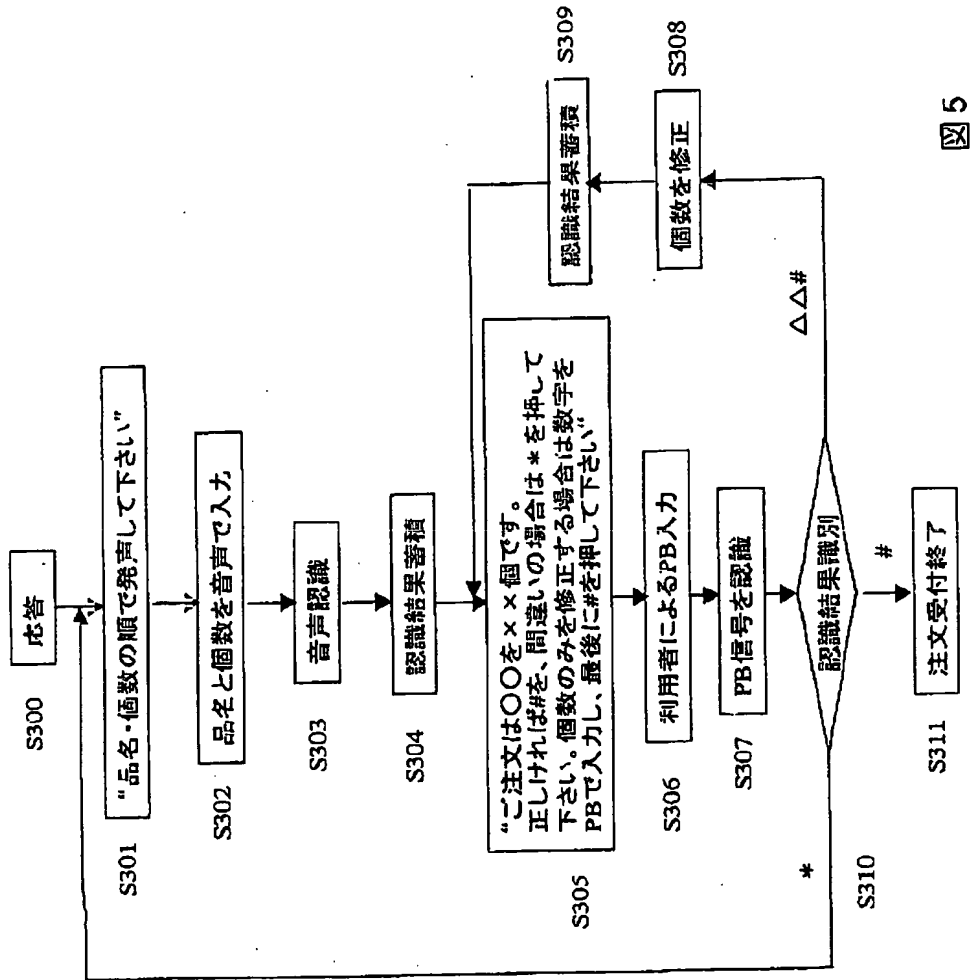 応答
S300
“品名・個数の順で発声して下さい”
S301
品名と個数を音声で入力
S302
音声認識
S303
認識結果蓄積
S304
“ご注文は〇〇を××個です。
正しければ#を、間違いの場合は*を押して
下さい。個数のみを修正する場合は数字を
PBで入力し、最後に#を押して下さい“
S305
利用者によるPB入力
S306
PB信号を認識
S307
認識結果識別
S310
*
#
△△#
個数を修正
S308
認識結果蓄積
S309
注文受付終了
S311
図5